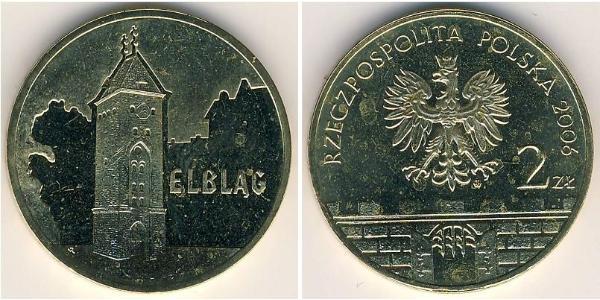 ELBLĄG
RZECZPOSPOLITA POLSKA 2006
2 ZŁ